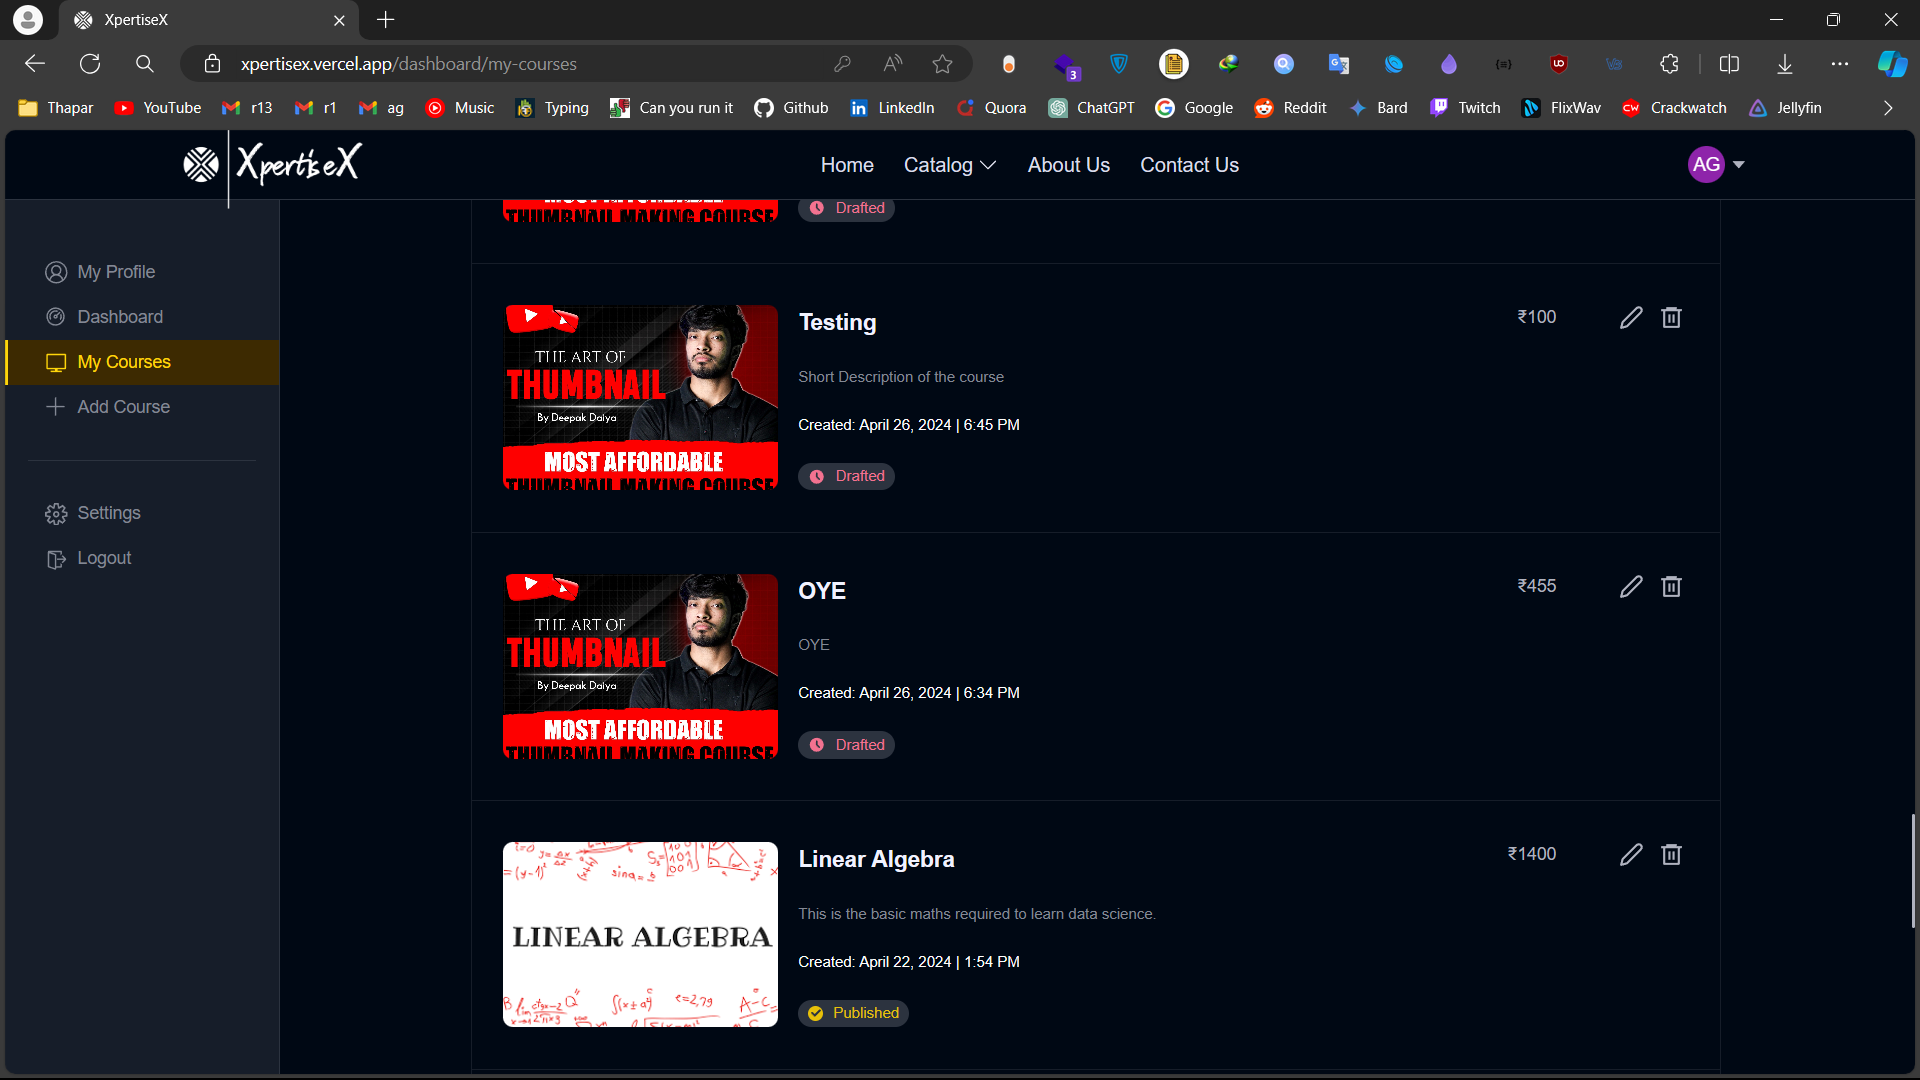 XpertiseX
xpertisex.vercel.app/dashboard/my-courses
3
Thapar YouTube r13 r1 ag Music Typing Can you run it Github LinkedIn Quora ChatGPT Google Reddit Bard Twitch FlixWav Crackwatch Jellyfin
XpertiseX
Home Catalog About Us Contact Us AG
My Profile
Dashboard
My Courses
Add Course
Settings
Logout
THUMBNAIL MAKING COURSE
Drafted
THE ART OF
THUMBNAIL
By Deepak Daiya
MOST AFFORDABLE
THUMBNAIL MAKING COURSE
Testing
₹100
Short Description of the course
Created: April 26, 2024 | 6:45 PM
Drafted
THE ART OF
THUMBNAIL
By Deepak Daiya
MOST AFFORDABLE
THUMBNAIL MAKING COURSE
OYE
₹455
OYE
Created: April 26, 2024 | 6:34 PM
Drafted
LINEAR ALGEBRA
Linear Algebra
₹1400
This is the basic maths required to learn data science.
Created: April 22, 2024 | 1:54 PM
Published